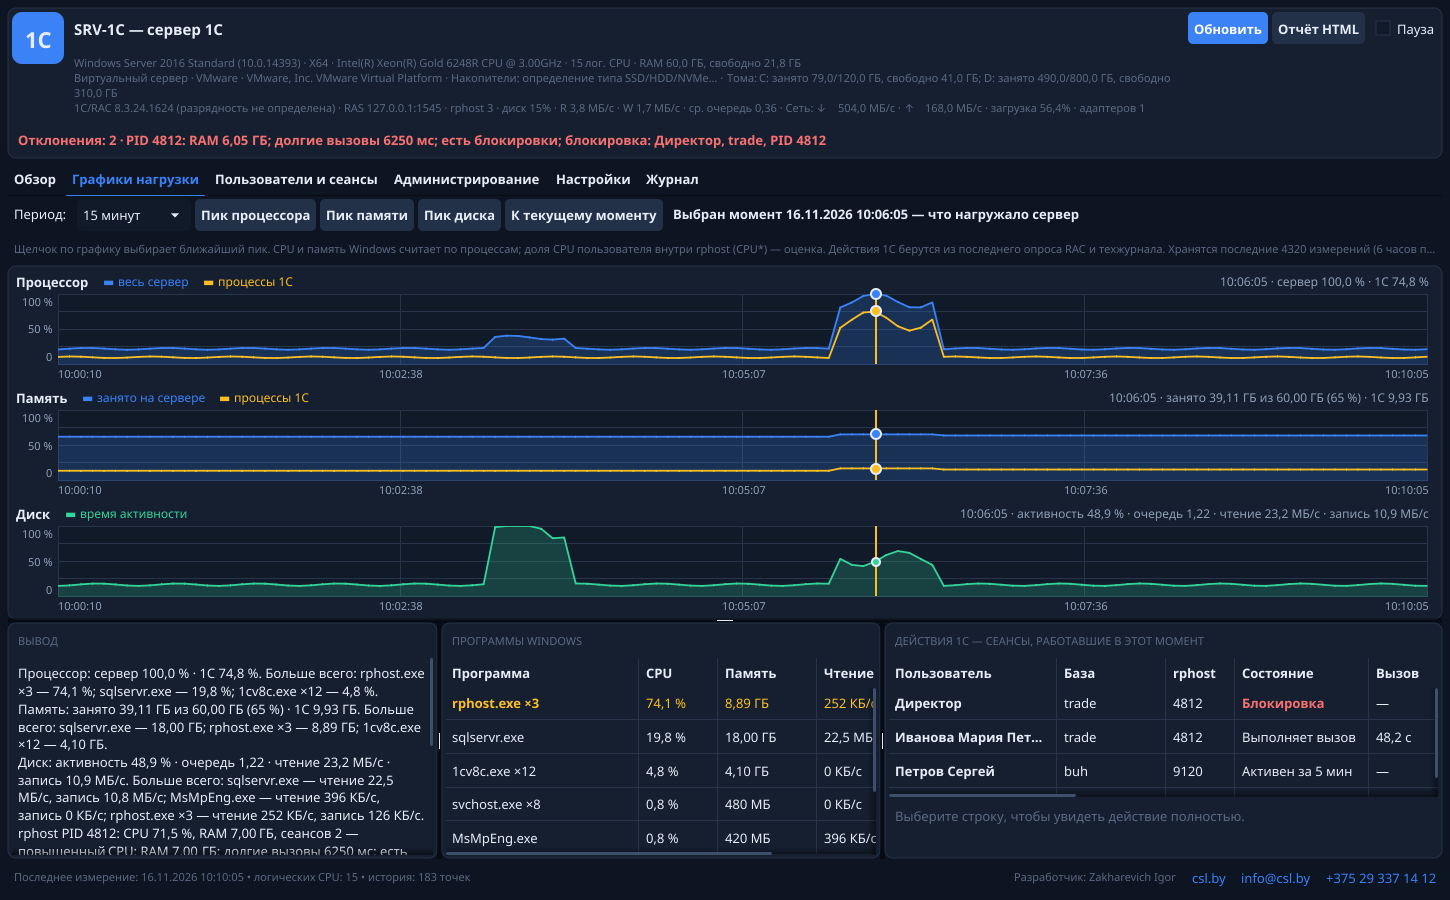 1C
SRV-1C — сервер 1С
Обновить
Отчёт HTML
Пауза
Windows Server 2016 Standard (10.0.14393) · X64 · Intel(R) Xeon(R) Gold 6248R CPU @ 3.00GHz · 15 лог. CPU · RAM 60,0 ГБ, свободно 21,8 ГБ
Виртуальный сервер · VMware · VMware, Inc. VMware Virtual Platform · Накопители: определение типа SSD/HDD/NVMe... · Тома: C: занято 79,0/120,0 ГБ, свободно 41,0 ГБ; D: занято 490,0/800,0 ГБ, свободно
310,0 ГБ
1C/RAC 8.3.24.1624 (разрядность не определена) · RAS 127.0.0.1:1545 · rphost 3 · диск 15% · R 3,8 МБ/с · W 1,7 МБ/с · ср. очередь 0,36 · Сеть: ↓ 504,0 МБ/с · ↑ 168,0 МБ/с · загрузка 56,4% · адаптеров 1
Отклонения: 2 · PID 4812: RAM 6,05 ГБ; долгие вызовы 6250 мс; есть блокировки; блокировка: Директор, trade, PID 4812
Обзор
Графики нагрузки
Пользователи и сеансы
Администрирование
Настройки
Журнал
Период:
15 минут
Пик процессора
Пик памяти
Пик диска
К текущему моменту
Выбран момент 16.11.2026 10:06:05 — что нагружало сервер
Щелчок по графику выбирает ближайший пик. CPU и память Windows считает по процессам; доля CPU пользователя внутри rphost (CPU*) — оценка. Действия 1С берутся из последнего опроса RAC и техжурнала. Хранятся последние 4320 измерений (6 часов п...
Процессор
весь сервер
процессы 1С
10:06:05 · сервер 100,0 % · 1С 74,8 %
100 %
50 %
0
10:00:10
10:02:38
10:05:07
10:07:36
10:10:05
Память
занято на сервере
процессы 1С
10:06:05 · занято 39,11 ГБ из 60,00 ГБ (65 %) · 1С 9,93 ГБ
100 %
50 %
0
10:00:10
10:02:38
10:05:07
10:07:36
10:10:05
Диск
время активности
10:06:05 · активность 48,9 % · очередь 1,22 · чтение 23,2 МБ/с · запись 10,9 МБ/с
100 %
50 %
0
10:00:10
10:02:38
10:05:07
10:07:36
10:10:05
ВЫВОД
Процессор: сервер 100,0 % · 1С 74,8 %. Больше всего: rphost.exe
×3 — 74,1 %; sqlservr.exe — 19,8 %; 1cv8c.exe ×12 — 4,8 %.
Память: занято 39,11 ГБ из 60,00 ГБ (65 %) · 1С 9,93 ГБ. Больше
всего: sqlservr.exe — 18,00 ГБ; rphost.exe ×3 — 8,89 ГБ; 1cv8c.exe
×12 — 4,10 ГБ.
Диск: активность 48,9 % · очередь 1,22 · чтение 23,2 МБ/с ·
запись 10,9 МБ/с. Больше всего: sqlservr.exe — чтение 22,5
МБ/с, запись 10,8 МБ/с; MsMpEng.exe — чтение 396 КБ/с,
запись 0 КБ/с; rphost.exe ×3 — чтение 252 КБ/с, запись 126 КБ/с.
rphost PID 4812: CPU 71,5 %, RAM 7,00 ГБ, сеансов 2 —
повышенный CPU; RAM 7,00 ГБ; долгие вызовы 6250 мс; есть
ПРОГРАММЫ WINDOWS
Программа CPU Память Чтение
rphost.exe ×3 74,1 % 8,89 ГБ 252 КБ/с
sqlservr.exe 19,8 % 18,00 ГБ 22,5 МБ
1cv8c.exe ×12 4,8 % 4,10 ГБ 0 КБ/с
svchost.exe ×8 0,8 % 480 МБ 0 КБ/с
MsMpEng.exe 0,8 % 420 МБ 396 КБ/с
ДЕЙСТВИЯ 1С — СЕАНСЫ, РАБОТАВШИЕ В ЭТОТ МОМЕНТ
Пользователь База rphost Состояние Вызов
Директор trade 4812 Блокировка —
Иванова Мария Пет... trade 4812 Выполняет вызов 48,2 с
Петров Сергей buh 9120 Активен за 5 мин —
Выберите строку, чтобы увидеть действие полностью.
Последнее измерение: 16.11.2026 10:10:05 • логических CPU: 15 • история: 183 точек
Разработчик: Zakharevich Igor
csl.by
info@csl.by
+375 29 337 14 12